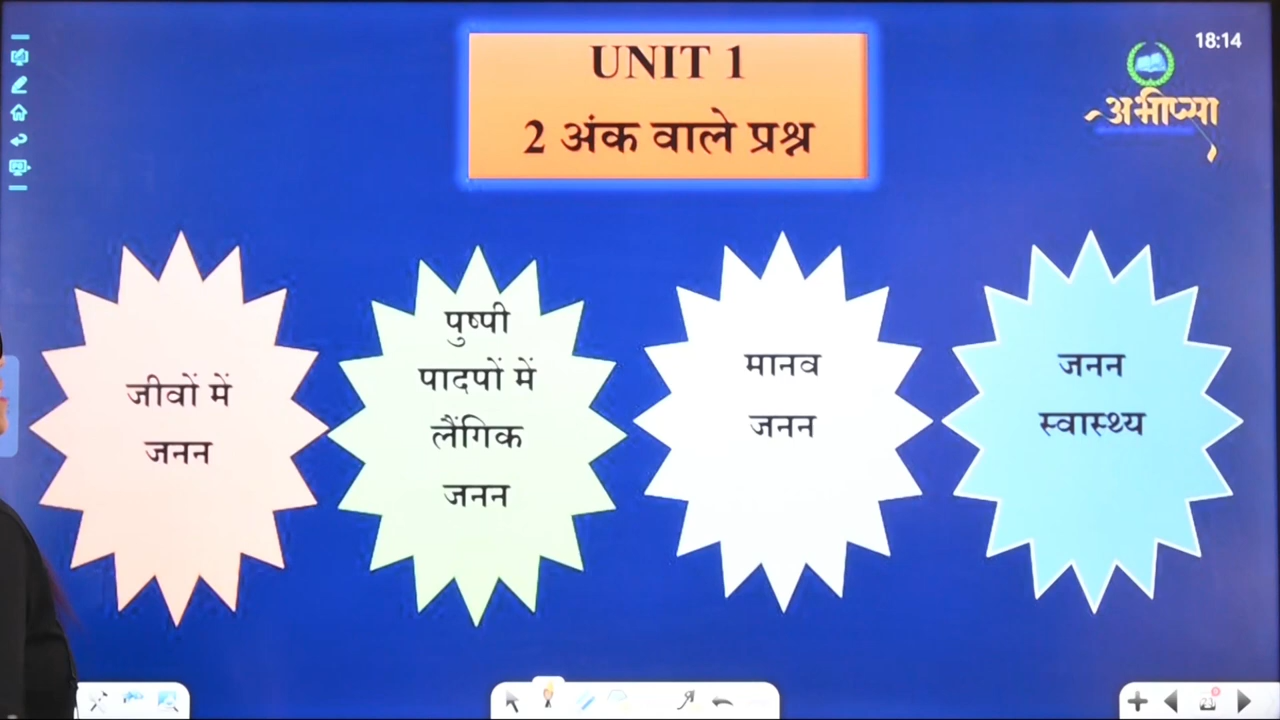 UNIT 1
2 अंक वाले प्रश्न
18:14
अभीप्सा
जीवों में
जनन
पुष्पी
पादपों में
लैंगिक
जनन
मानव
जनन
जनन
स्वास्थ्य